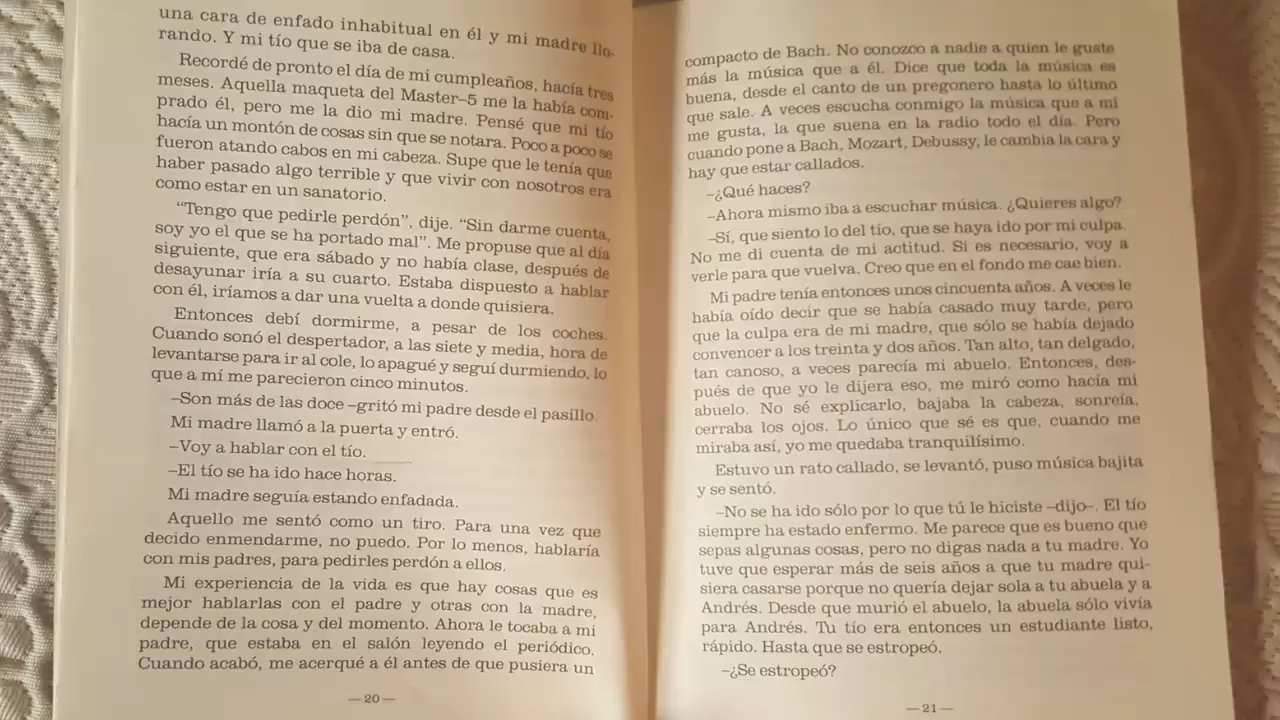 una cara de enfado inhabitual en él y mi madre llo-
rando. Y mi tío que se iba de casa.
Recordé de pronto el día de mi cumpleaños, hacía tres
meses. Aquella maqueta del Master–5 me la había com-
prado él, pero me la dio mi madre. Pensé que mi tío
hacía un montón de cosas sin que se notara. Poco a poco se
fueron atando cabos en mi cabeza. Supe que le tenía que
haber pasado algo terrible y que vivir con nosotros era
como estar en un sanatorio.
“Tengo que pedirle perdón”, dije. “Sin darme cuenta,
soy yo el que se ha portado mal”. Me propuse que al día
siguiente, que era sábado y no había clase, después de
desayunar iría a su cuarto. Estaba dispuesto a hablar
con él, iríamos a dar una vuelta a donde quisiera.
Entonces debí dormirme, a pesar de los coches.
Cuando sonó el despertador, a las siete y media, hora de
levantarse para ir al cole, lo apagué y seguí durmiendo, lo
que a mí me parecieron cinco minutos.
–Son más de las doce –gritó mi padre desde el pasillo.
Mi madre llamó a la puerta y entró.
–Voy a hablar con el tío.
–El tío se ha ido hace horas.
Mi madre seguía estando enfadada.
Aquello me sentó como un tiro. Para una vez que
decido enmendarme, no puedo. Por lo menos, hablaría
con mis padres, para pedirles perdón a ellos.
Mi experiencia de la vida es que hay cosas que es
mejor hablarlas con el padre y otras con la madre,
depende de la cosa y del momento. Ahora le tocaba a mi
padre, que estaba en el salón leyendo el periódico.
Cuando acabó, me acerqué a él antes de que pusiera un
— 20 —
compacto de Bach. No conozco a nadie a quien le guste
más la música que a él. Dice que toda la música es
buena, desde el canto de un pregonero hasta lo último
que sale. A veces escucha conmigo la música que a mí
me gusta, la que suena en la radio todo el día. Pero
cuando pone a Bach, Mozart, Debussy, le cambia la cara y
hay que estar callados.
–¿Qué haces?
–Ahora mismo iba a escuchar música. ¿Quieres algo?
–Sí, que siento lo del tío, que se haya ido por mi culpa.
No me di cuenta de mi actitud. Si es necesario, voy a
verle para que vuelva. Creo que en el fondo me cae bien.
Mi padre tenía entonces unos cincuenta años. A veces le
había oído decir que se había casado muy tarde, pero
que la culpa era de mi madre, que sólo se había dejado
convencer a los treinta y dos años. Tan alto, tan delgado,
tan canoso, a veces parecía mi abuelo. Entonces, des-
pués de que yo le dijera eso, me miró como hacía mi
abuelo. No sé explicarlo, bajaba la cabeza, sonreía,
cerraba los ojos. Lo único que sé es que, cuando me
miraba así, yo me quedaba tranquilísimo.
Estuvo un rato callado, se levantó, puso música bajita
y se sentó.
–No se ha ido sólo por lo que tú le hiciste –dijo–. El tío
siempre ha estado enfermo. Me parece que es bueno que
sepas algunas cosas, pero no digas nada a tu madre. Yo
tuve que esperar más de seis años a que tu madre qui-
siera casarse porque no quería dejar sola a tu abuela y a
Andrés. Desde que murió el abuelo, la abuela sólo vivía
para Andrés. Tu tío era entonces un estudiante listo,
rápido. Hasta que se estropeó.
–¿Se estropeó?
— 21 —